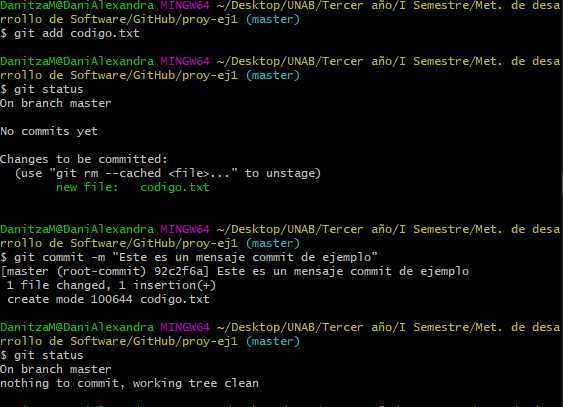 DanitzaM@DaniAlexandra MINGW64 ~/Desktop/UNAB/Tercer año/I Semestre/Met. de desa
rrollo de Software/GitHub/proy-ej1 (master)
$ git add codigo.txt
DanitzaM@DaniAlexandra MINGW64 ~/Desktop/UNAB/Tercer año/I Semestre/Met. de desa
rrollo de Software/GitHub/proy-ej1 (master)
$ git status
On branch master
No commits yet
Changes to be committed:
(use "git rm --cached <file>..." to unstage)
new file:   codigo.txt
DanitzaM@DaniAlexandra MINGW64 ~/Desktop/UNAB/Tercer año/I Semestre/Met. de desa
rrollo de Software/GitHub/proy-ej1 (master)
$ git commit -m "Este es un mensaje commit de ejemplo"
[master (root-commit) 92c2f6a] Este es un mensaje commit de ejemplo
1 file changed, 1 insertion(+)
create mode 100644 codigo.txt
DanitzaM@DaniAlexandra MINGW64 ~/Desktop/UNAB/Tercer año/I Semestre/Met. de desa
rrollo de Software/GitHub/proy-ej1 (master)
$ git status
On branch master
nothing to commit, working tree clean